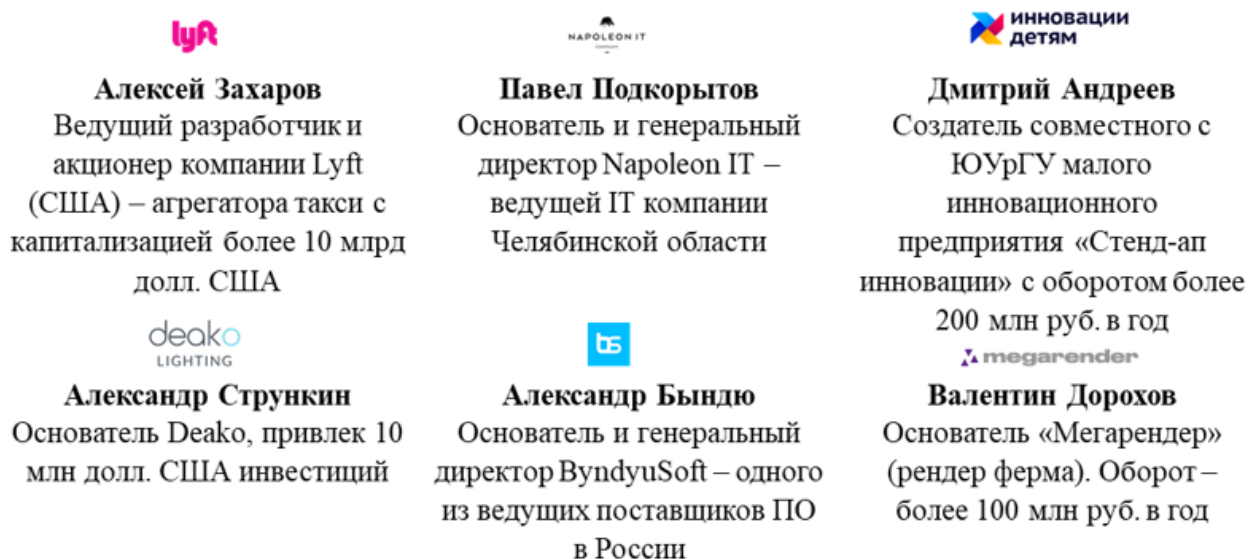 lyft
Алексей Захаров
Ведущий разработчик и
акционер компании Lyft
(США) – агрегатора такси с
капитализацией более 10 млрд
долл. США
NAPOLEON IT
COMPANY
Павел Подкорытов
Основатель и генеральный
директор Napoleon IT –
ведущей IT компании
Челябинской области
инновации
детям
Дмитрий Андреев
Создатель совместного с
ЮУрГУ малого
инновационного
предприятия «Стенд-ап
инновации» с оборотом более
200 млн руб. в год
deako
LIGHTING
Александр Стрункин
Основатель Deako, привлек 10
млн долл. США инвестиций
bs
Александр Бындю
Основатель и генеральный
директор ByndyuSoft – одного
из ведущих поставщиков ПО
в России
megarender
Валентин Дорохов
Основатель «Мегарендер»
(рендер ферма). Оборот –
более 100 млн руб. в год